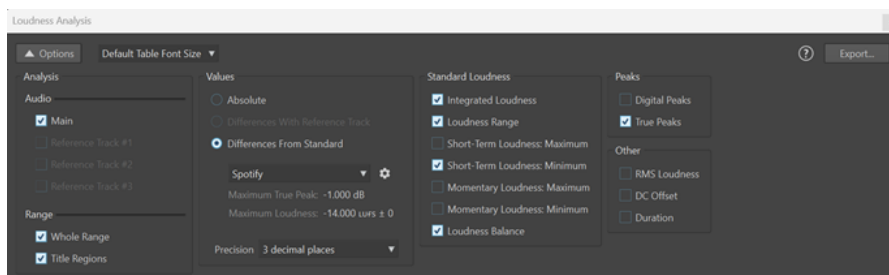 Loudness Analysis
Options
Default Table Font Size
Export...
Analysis
Audio
Main
Reference Track #1
Reference Track #2
Reference Track #3
Range
Whole Range
Title Regions
Values
Absolute
Differences With Reference Track
Differences From Standard
Spotify
Maximum True Peak: -1.000 dB
Maximum Loudness: -14.000 LUFS ± 0
Precision 3 decimal places
Standard Loudness
Integrated Loudness
Loudness Range
Short-Term Loudness: Maximum
Short-Term Loudness: Minimum
Momentary Loudness: Maximum
Momentary Loudness: Minimum
Loudness Balance
Peaks
Digital Peaks
True Peaks
Other
RMS Loudness
DC Offset
Duration